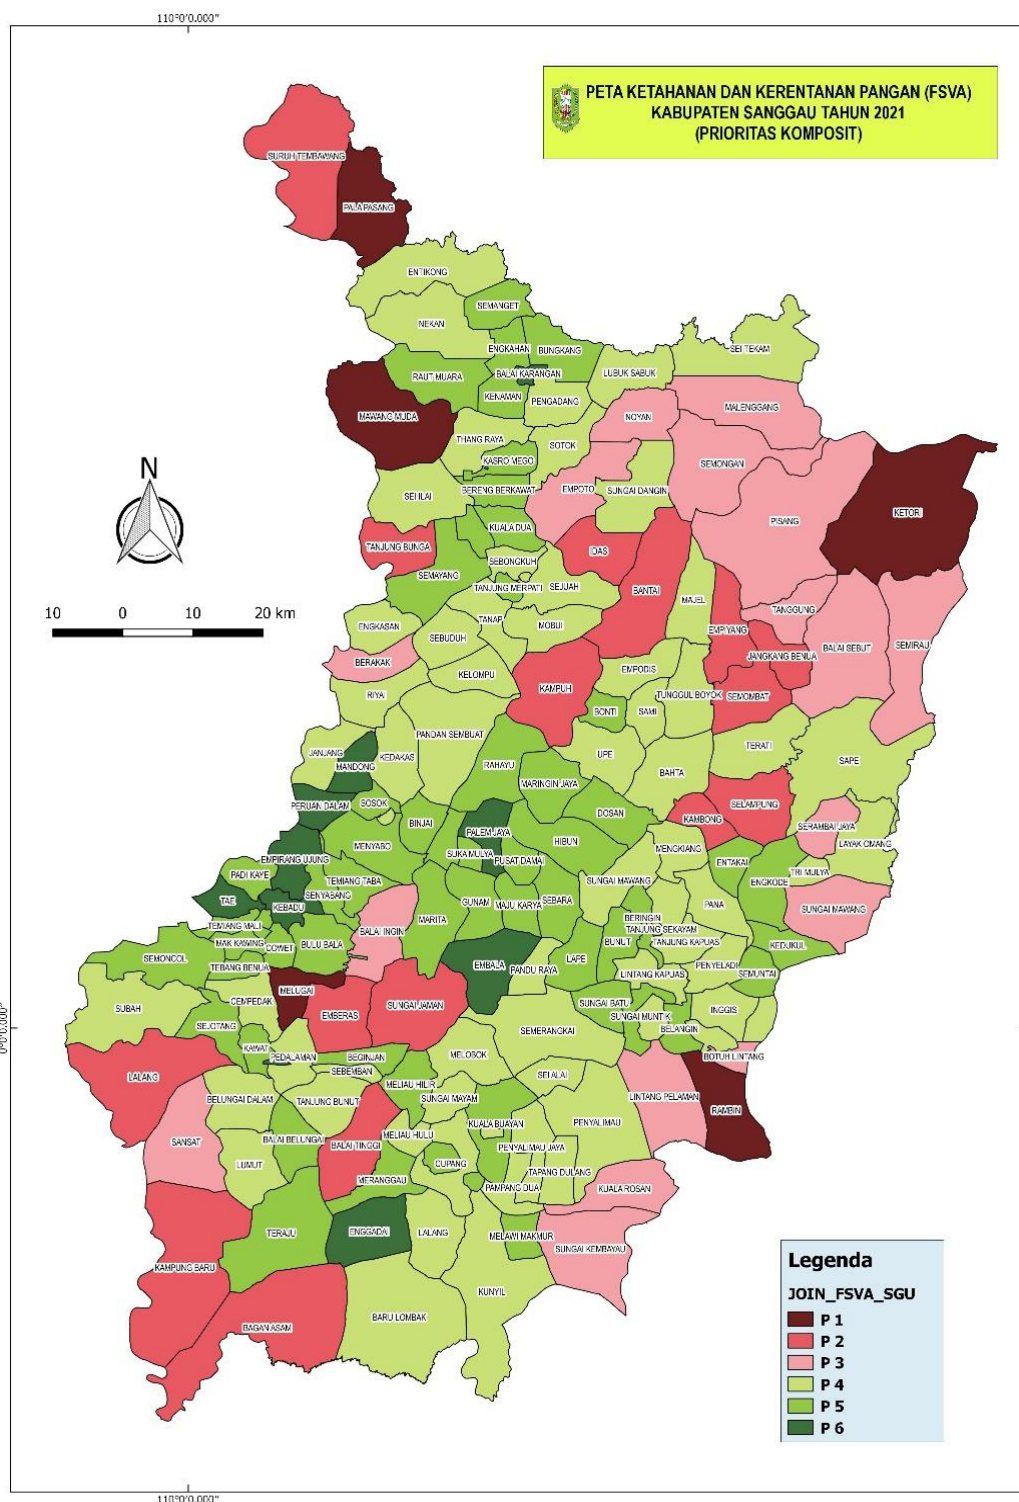 110°0'0.000"
PETA KETAHANAN DAN KERENTANAN PANGAN (FSVA)
KABUPATEN SANGGAU TAHUN 2021
(PRIORITAS KOMPOSIT)
SURUH TEMBAWANG
PALA PASANG
ENTIKONG
SEMANGET
NEKAN
SEI TEKAM
ENGKAHAN
BUNGKANG
RAUT MUARA
BALAI KARANGAN
LUBUK SABUK
KENAMAN
PENGADANG
MALENGGANG
MAWANG MUDA
NOYAN
THANG RAYA
SOTOK
KASRO MEGO
SEMONGAN
N
SEI ILAI
BERENG BERKAWAT
EMPOTO
SUNGAI DANGIN
KETORI
PISANG
KUALA DUA
TANJUNG BUNGA
IDAS
SEBONGKUH
SEMAYANG
TANJUNG MERPATI
SEJUAH
BANTAI
MAJEL
10 0 10 20 km
TANGGUNG
ENGKASAN
TANAP
MOBUI
EMPIYANG
SEBUDUH
BALAI SEBUT
SEMIRAU
JANGKANG BENUA
BERAKAK
KELOMPU
EMPODIS
KAMPUH
TUNGGUL BOYOK
SEMOMBAT
RIYA
BONTI
SAMI
PANDAN SEMBUAT
JANJANG
KEDAKAS
UPE
TERATI
SAPE
MANDONG
RAHAYU
BAHTA
MARINGIN JAYA
PERUAN DALAM
SOSOK
DOSAN
SELAMPUNG
KAMBONG
BINJAI
PALEM JAYA
SERAMBAI JAYA
MENYABO
HIBUN
LAYAK OMANG
SUKA MULYA
PUSAT DAMAI
MENGKIANG
EMPIRANG UJUNG
ENTAKAI
PADI KAYE
TEMIANG TABA
SUNGAI MAWANG
ENGKODE
TRI MULYA
SENYABANG
TAE
KEBADU
GUNAM
MAJU KARYA
SEBARA
PANA
SUNGAI MAWANG
TEMIANG MALI
MARITA
BERINGIN
TANJUNG SEKAYAM
MAK KAWING
COWET
BULU BALA
BALAI INGIN
BUNUT
TANJUNG KAPUAS
KEDUKUL
SEMONCOL
LAPE
TEBANG BENUA
EMBALA
PANDU RAYA
LINTANG KAPUAS
PENYELADI
SEMUNTAI
MELUGAI
CEMPEDAK
SUBAH
EMBERAS
SUNGAI JAMAN
SUNGAI BATU
INGGIS
SUNGAI MUNTIK
0°0'0.000"
SEJOTANG
SEMERANGKAI
BELANGIN
KAWAT
PEDALAMAN
BEGINJAN
MELOBOK
BOTUH LINTANG
SEBEMBAN
LALANG
SEI ALAI
MELIAU HILIR
BELUNGAI DALAM
TANJUNG BUNUT
SUNGAI MAYAM
LINTANG PELAMAN
RAMBIN
KUALA BUAYAN
PENYALIMAU
SANSAT
BALAI BELUNGAI
BALAI TINGGI
MELIAU HULU
PENYALIMAU JAYA
LUMUT
CUPANG
TAPANG DULANG
MERANGGAU
PAMPANG DUA
KUALA ROSAN
TERAJU
ENGGADAI
LALANG
MELAWI MAKMUR
SUNGAI KEMBAYAU
KAMPUNG BARU
KUNYIL
BARU LOMBAK
BAGAN ASAM
Legenda
JOIN_FSVA_SGU
P 1
P 2
P 3
P 4
P 5
P 6
110°0'0.000"